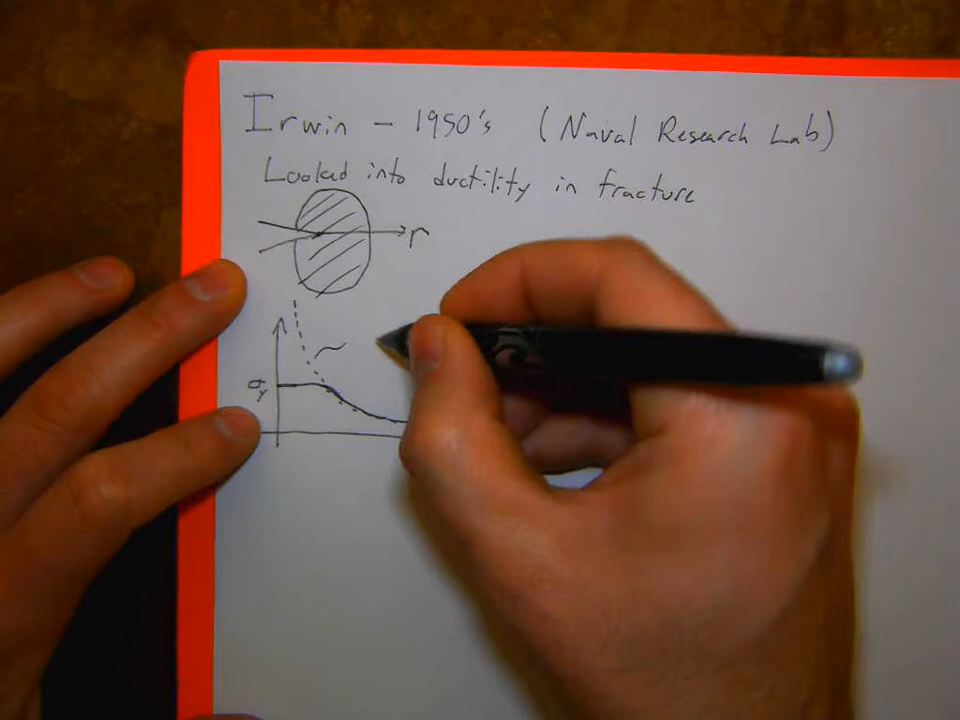 Irwin - 1950's (Naval Research Lab)
Looked into ductility in fracture
r
σy